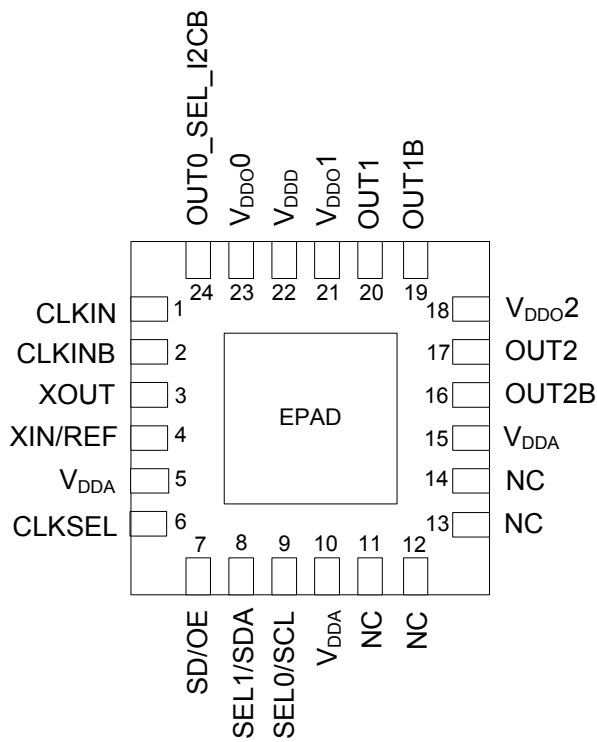 OUT0_SEL_I2CB
VDDO0
VDDD
VDDO1
OUT1
OUT1B
24
23
22
21
20
19
CLKIN
1
CLKINB
2
XOUT
3
XIN/REF
4
VDDA
5
CLKSEL
6
EPAD
18
VDDO2
17
OUT2
16
OUT2B
15
VDDA
14
NC
13
NC
7
8
9
10
11
12
SD/OE
SEL1/SDA
SEL0/SCL
VDDA
NC
NC